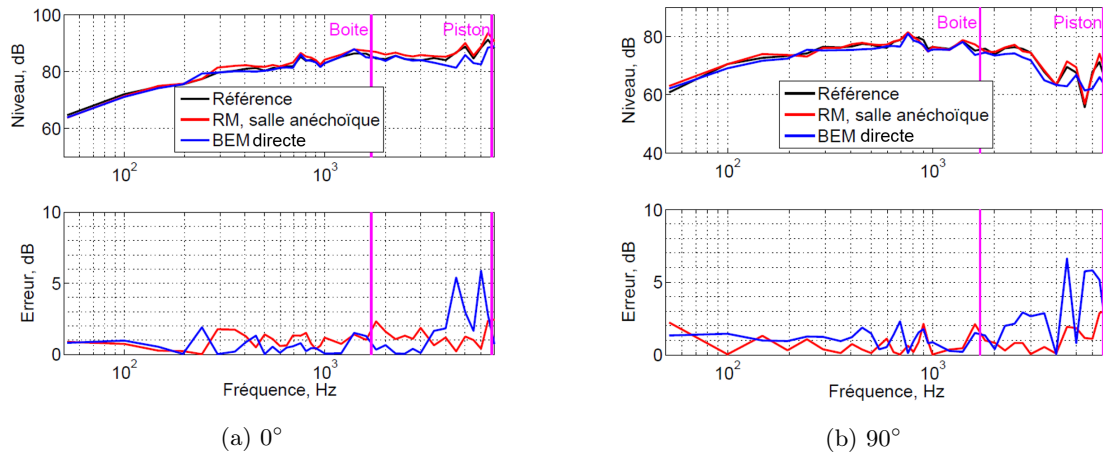 Boite
Piston
Niveau, dB
100
80
60
Référence
RM, salle anéchoïque
BEM directe
10²
10³
Erreur, dB
10
5
0
10²
10³
Fréquence, Hz
(a) 0°
Boite
Piston
Niveau, dB
80
60
40
Référence
RM, salle anéchoïque
BEM directe
10²
10³
Erreur, dB
10
5
0
10²
10³
Fréquence, Hz
(b) 90°